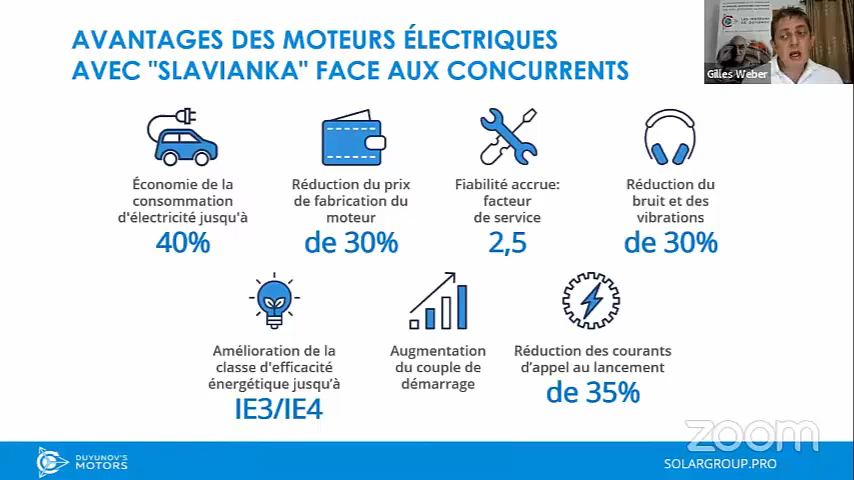 AVANTAGES DES MOTEURS ÉLECTRIQUES
AVEC "SLAVIANKA" FACE AUX CONCURRENTS
Gilles Weber
Économie de la
consommation
d'électricité jusqu'à
40%
Réduction du prix
de fabrication du
moteur
de 30%
Fiabilité accrue:
facteur
de service
2,5
Réduction du
bruit et des
vibrations
de 30%
Amélioration de la
classe d'efficacité
énergétique jusqu'à
IE3/IE4
Augmentation
du couple de
démarrage
Réduction des courants
d'appel au lancement
de 35%
zoom
DUYUNOV'S
MOTORS
SOLARGROUP.PRO